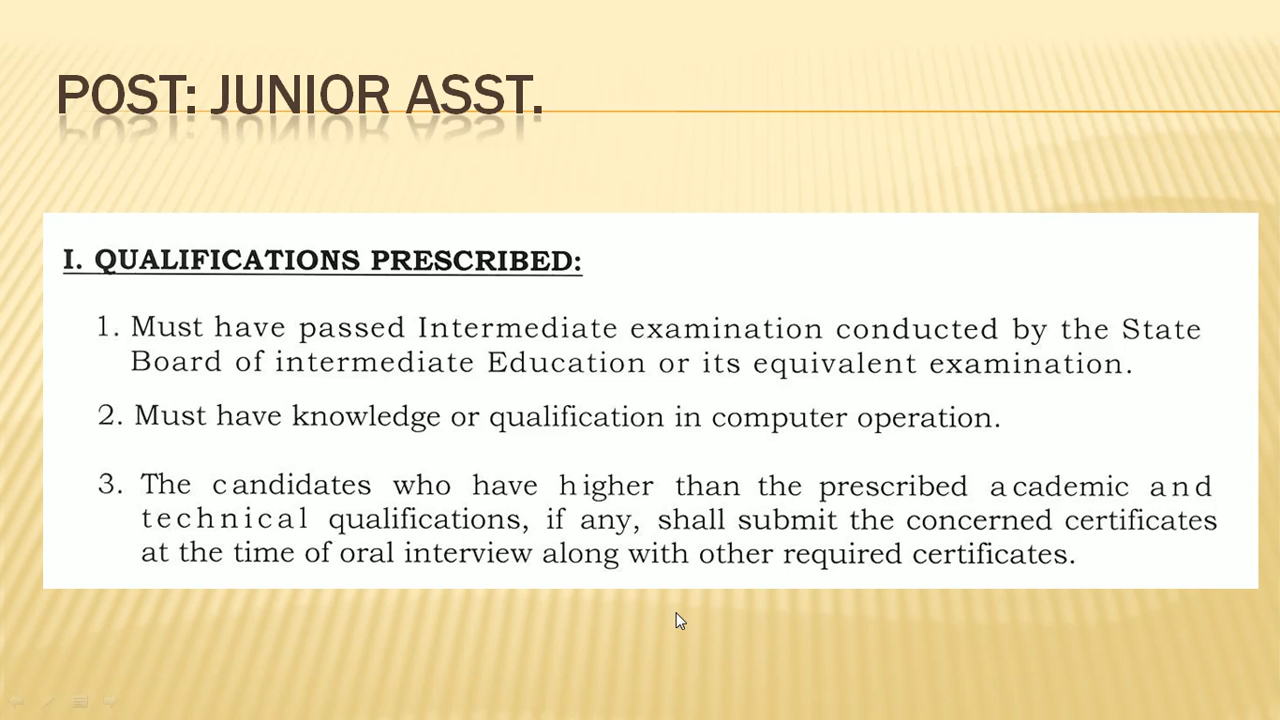 POST: JUNIOR ASST.
I. QUALIFICATIONS PRESCRIBED:
1. Must have passed Intermediate examination conducted by the State
Board of intermediate Education or its equivalent examination.
2. Must have knowledge or qualification in computer operation.
3. The candidates who have higher than the prescribed academic and
technical qualifications, if any, shall submit the concerned certificates
at the time of oral interview along with other required certificates.